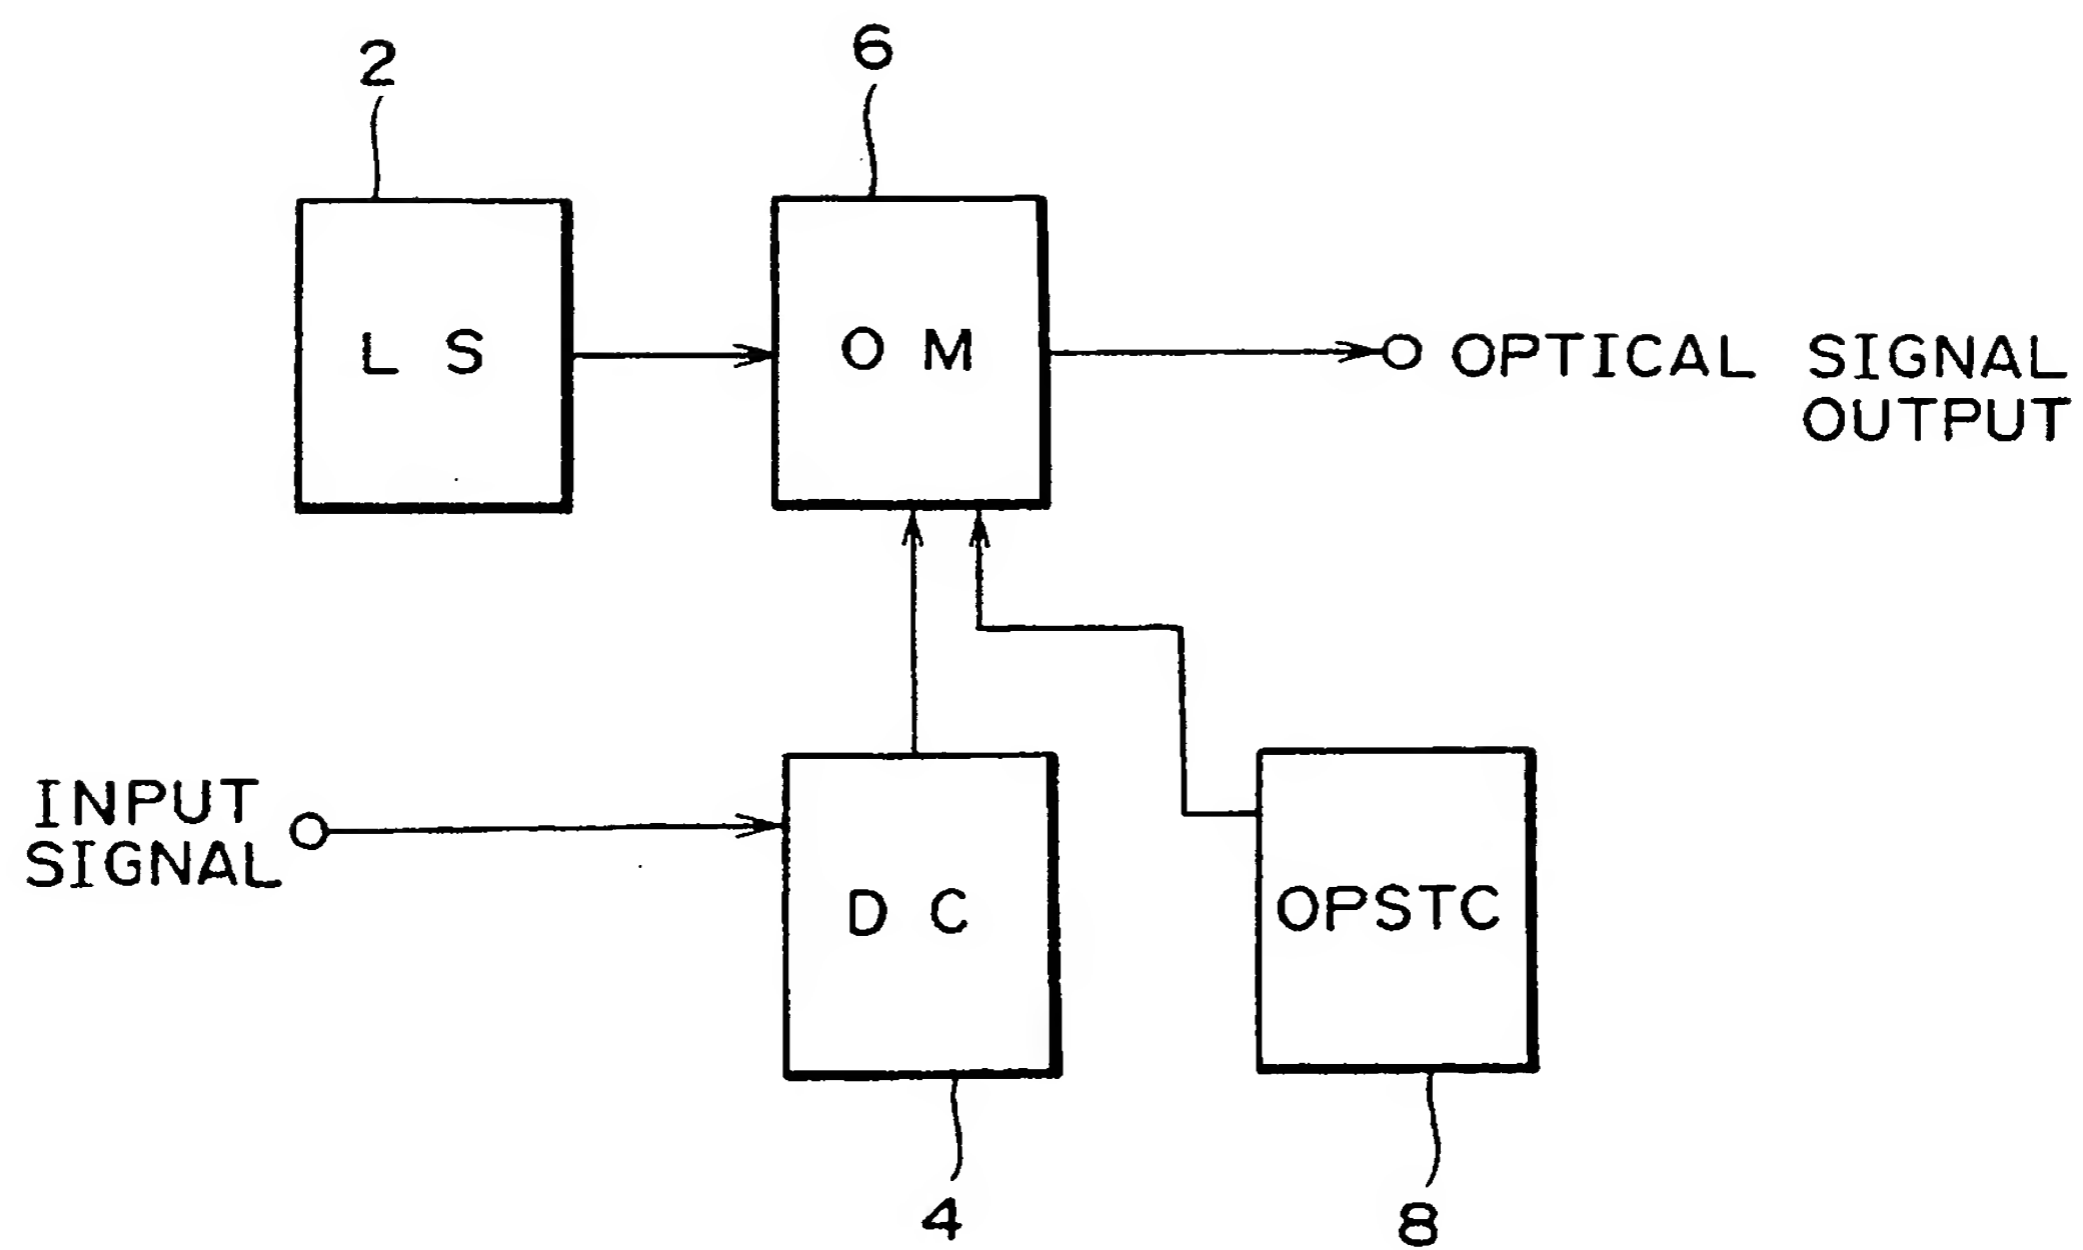 2
6
L S
O M
OPTICAL SIGNAL
OUTPUT
INPUT
SIGNAL
D C
OPSTC
4
8